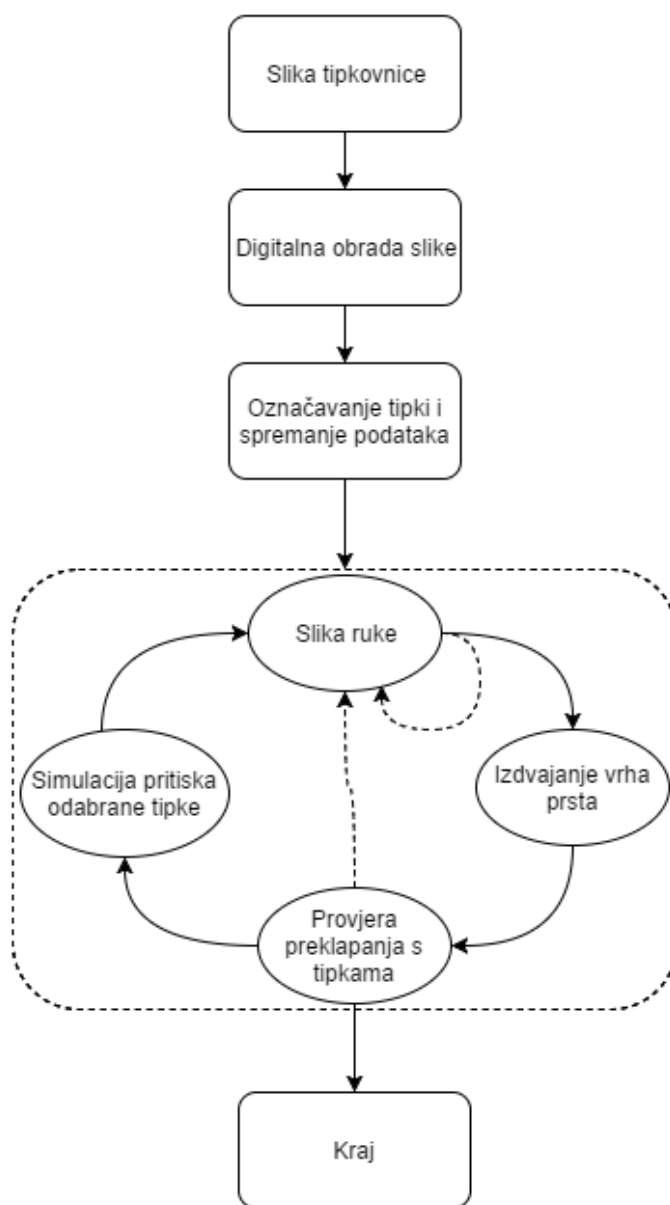 Slika tipkovnice
Digitalna obrada slike
Označavanje tipki i
spremanje podataka
Slika ruke
Simulacija pritiska
odabrane tipke
Izdvajanje vrha
prsta
Provjera
preklapanja s
tipkama
Kraj